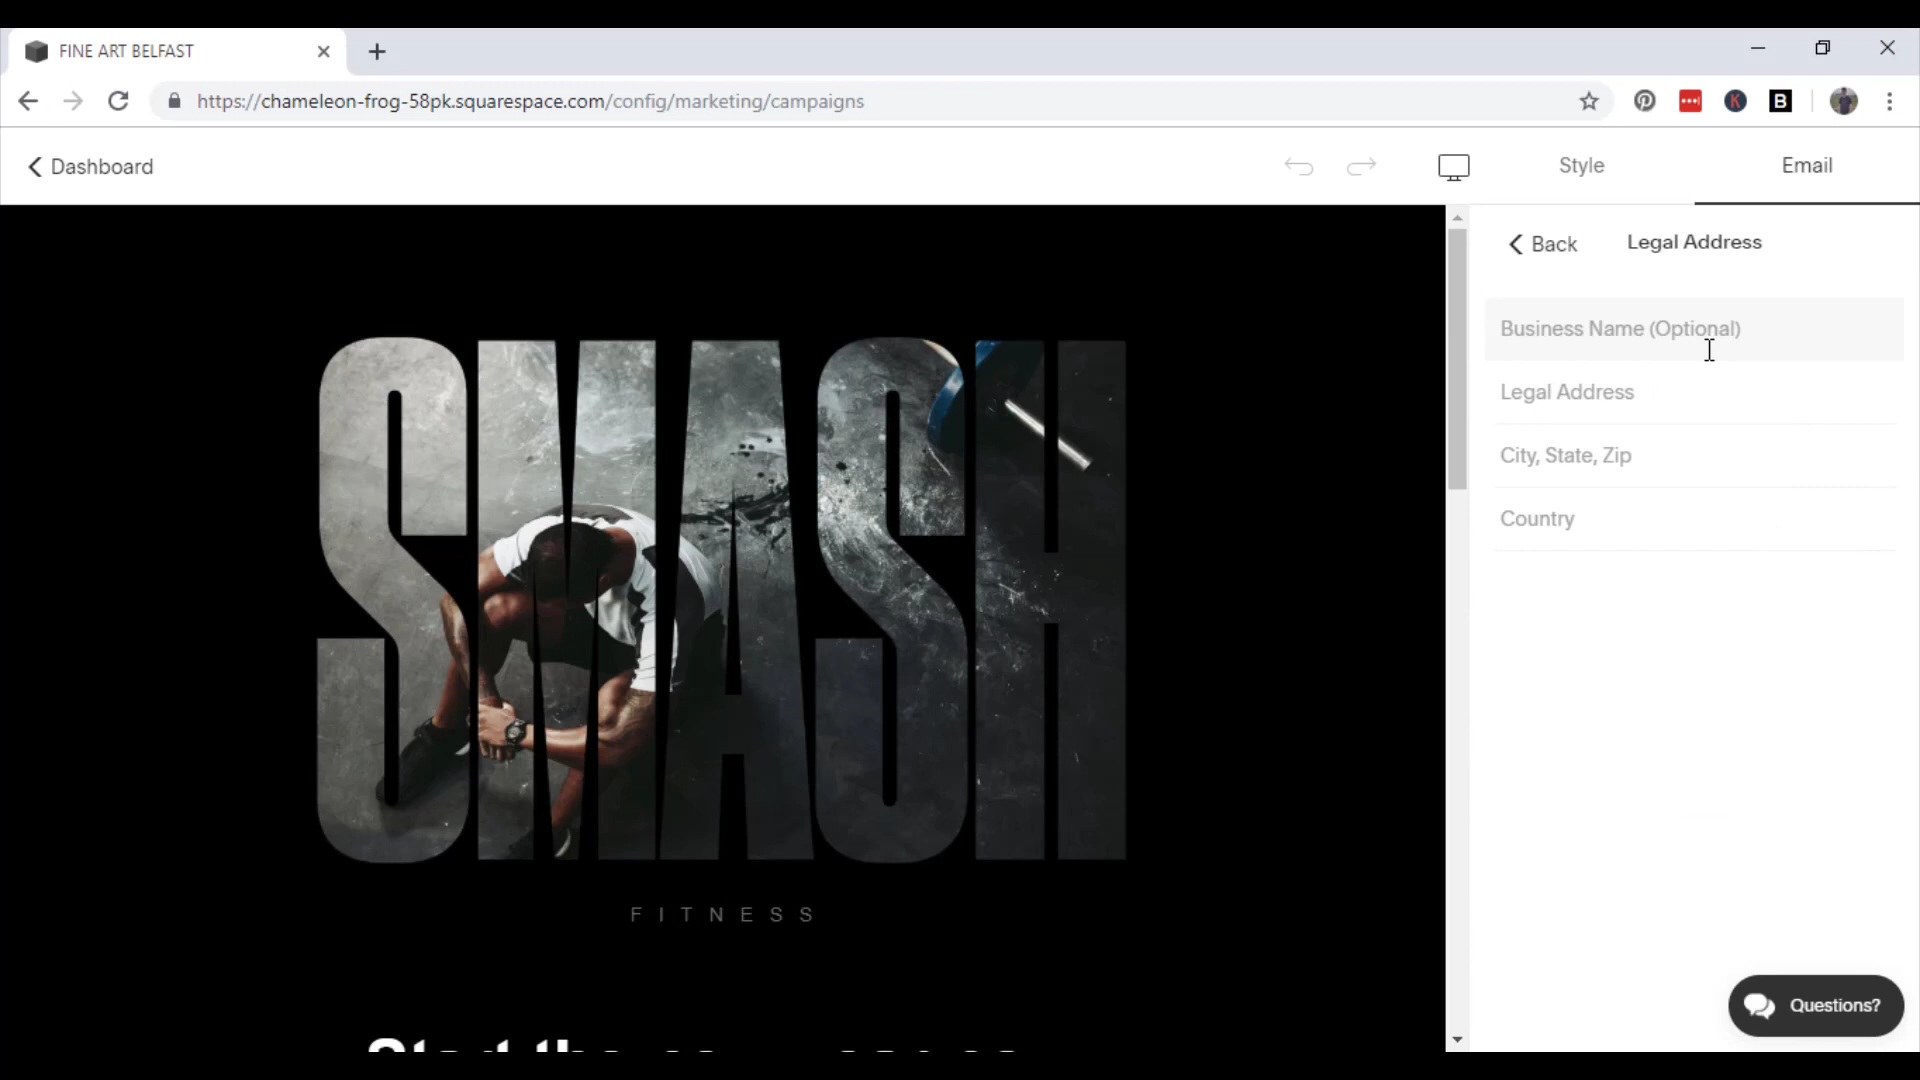 FINE ART BELFAST
https://chameleon-frog-58pk.squarespace.com/config/marketing/campaigns
K
B
Dashboard
Style
Email
Back
Legal Address
Business Name (Optional)
Legal Address
City, State, Zip
Country
SMASH
FITNESS
Questions?